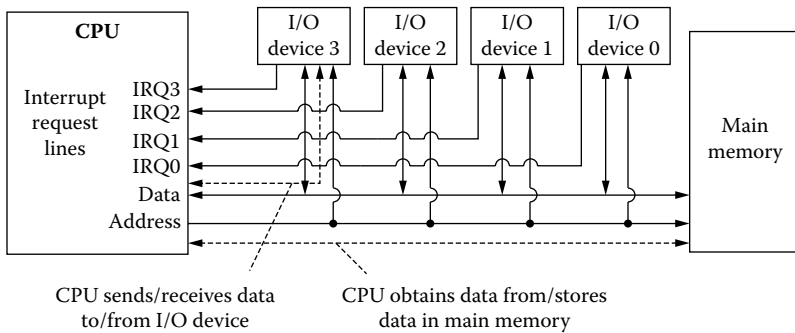 CPU
I/O
device 3
I/O
device 2
I/O
device 1
I/O
device 0
Interrupt
request
lines
IRQ3
IRQ2
IRQ1
IRQ0
Data
Address
Main
memory
CPU sends/receives data
to/from I/O device
CPU obtains data from/stores
data in main memory